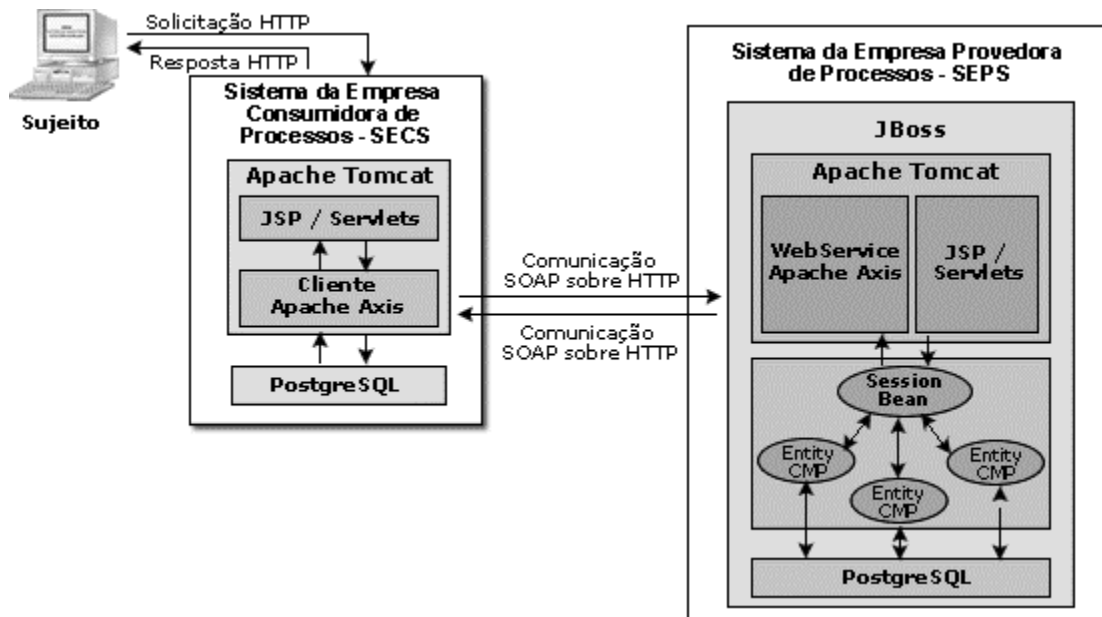 Solicitação HTTP
Resposta HTTP
Sujeito
Sistema da Empresa
Consumidora de
Processos - SECS
Apache Tomcat
JSP / Servlets
Cliente
Apache Axis
PostgreSQL
Comunicação
SOAP sobre HTTP
Comunicação
SOAP sobre HTTP
Sistema da Empresa Provedora
de Processos - SEPS
JBoss
Apache Tomcat
WebService
Apache Axis
JSP /
Servlets
Session
Bean
Entity
CMP
Entity
CMP
Entity
CMP
PostgreSQL